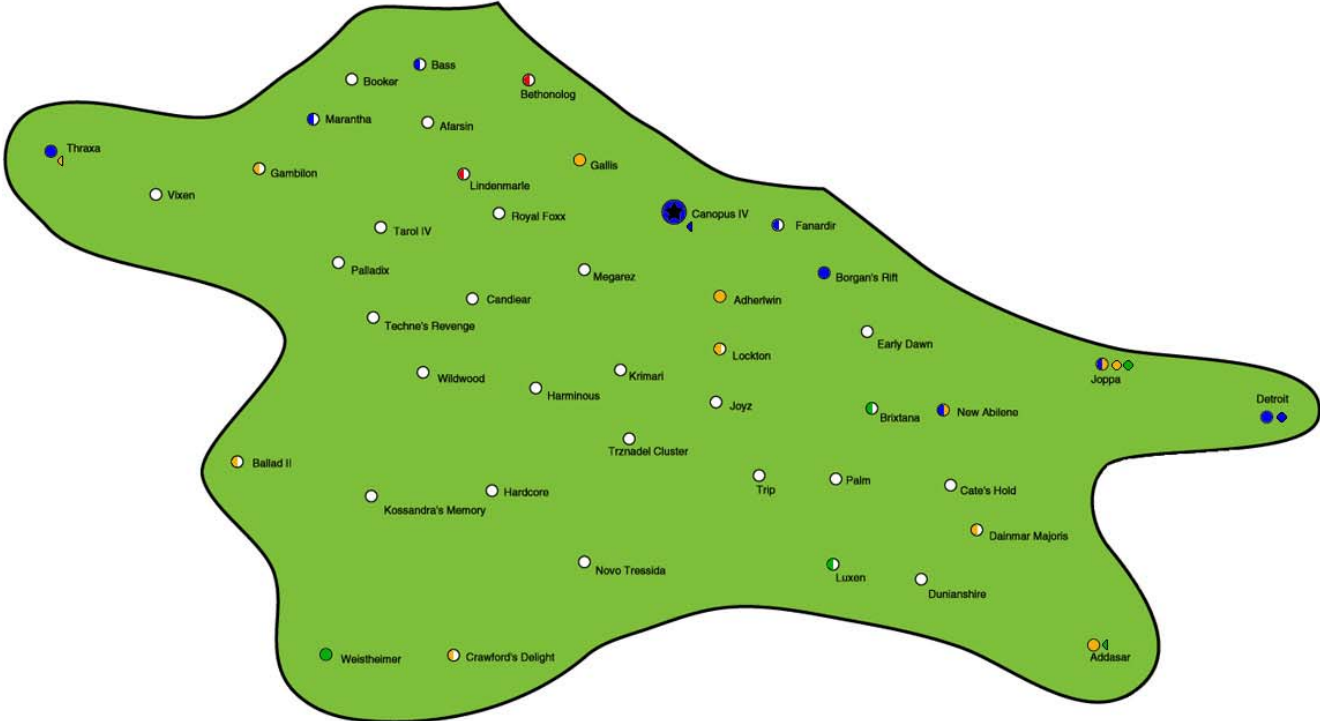 Bass
Booker
Bethonolog
Marantha
Afarsin
Thraxa
Gallis
Gambilon
Lindenmarle
Vixen
Royal Foxx
Canopus IV
Fanardir
Tarol IV
Palladix
Megarez
Borgan's Rift
Candiear
Adherlwin
Techne's Revenge
Early Dawn
Lockton
Krimari
Wildwood
Joppa
Harminous
Detroit
Joyz
Brixtana
New Abilene
Trznadel Cluster
Ballad II
Palm
Trip
Cate's Hold
Hardcore
Kossandra's Memory
Dainmar Majoris
Novo Tressida
Luxen
Dunianshire
Weistheimer
Crawford's Delight
Addasar